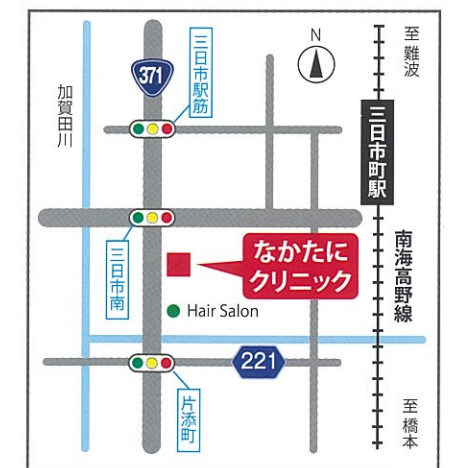 N
至難波
371
三日市駅筋
加賀田川
三日市町駅
南海高野線
三日市南
なかたに
クリニック
Hair Salon
221
片添町
至橋本